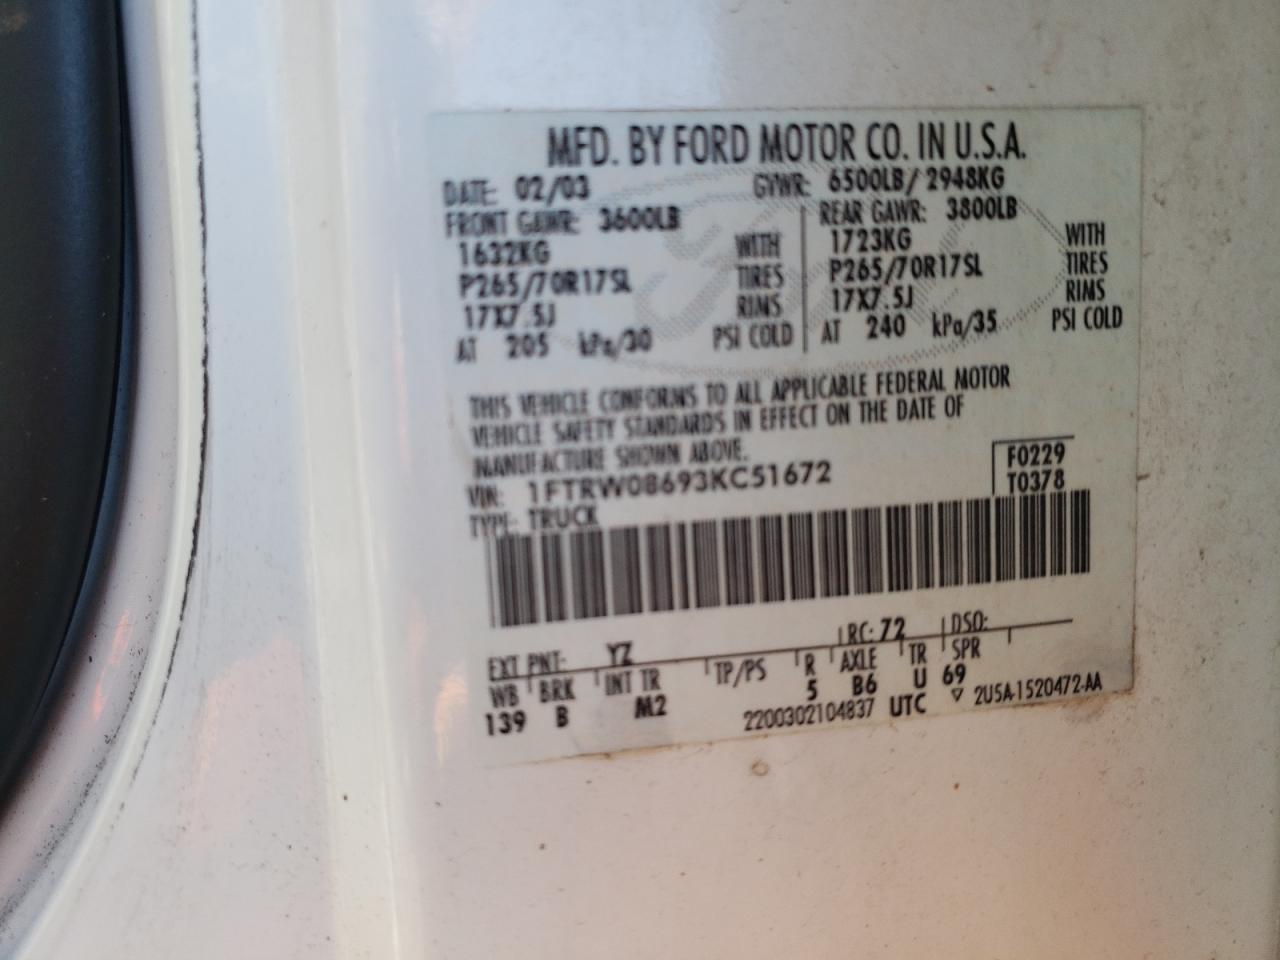 MFD. BY FORD MOTOR CO. IN U.S.A.
DATE: 02/03 GVWR: 6500LB/ 2948KG
FRONT GAWR: 3600LB REAR GAWR: 3800LB
1632KG WITH 1723KG WITH
P265/70R17SL TIRES P265/70R17SL TIRES
17X7.5J RIMS 17X7.5J RIMS
AT 205 kPa/30 PSI COLD AT 240 kPa/35 PSI COLD
THIS VEHICLE CONFORMS TO ALL APPLICABLE FEDERAL MOTOR
VEHICLE SAFETY STANDARDS IN EFFECT ON THE DATE OF
MANUFACTURE SHOWN ABOVE.
F0229
VIN: 1FTRW08693KC51672 T0378
TYPE: TRUCK
EXT PNT: YZ RC: 72 DSO:
WB BRK INT TR TP/PS R AXLE TR SPR
139 B M2 5 B6 U 69
2200302104837 UTC ▽ 2U5A-1520472-AA